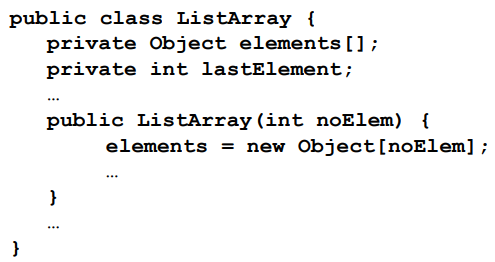 public class ListArray {
private Object elements[];
private int lastElement;
…
public ListArray(int noElem) {
elements = new Object[noElem];
…
}
…
}